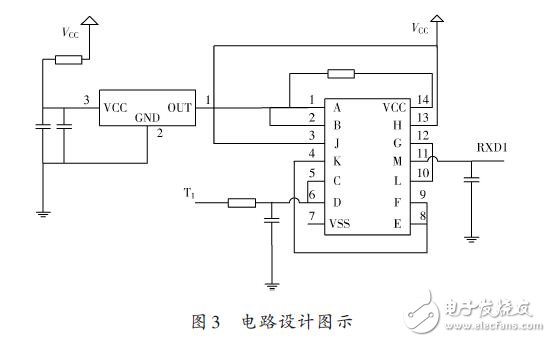 VCC
VCC
3 VCC OUT 1
GND
2
1 A VCC 14
2 B H 13
3 J G 12
4 K M 11 RXD1
5 C L 10
T1 6 D F 9
7 VSS E 8
图3 电路设计图示
电子发烧友
www.elecfans.com